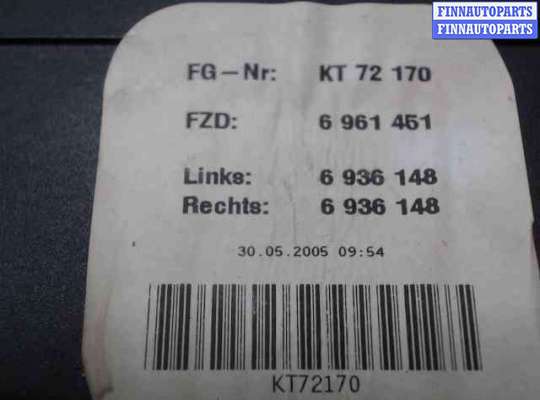 FINNAUTOPARTS
FINNAUTOPARTS
FG-Nr: KT 72 170
FZD: 6 961 451
Links: 6 936 148
Rechts: 6 936 148
30.05.2005 09:54
KT72170